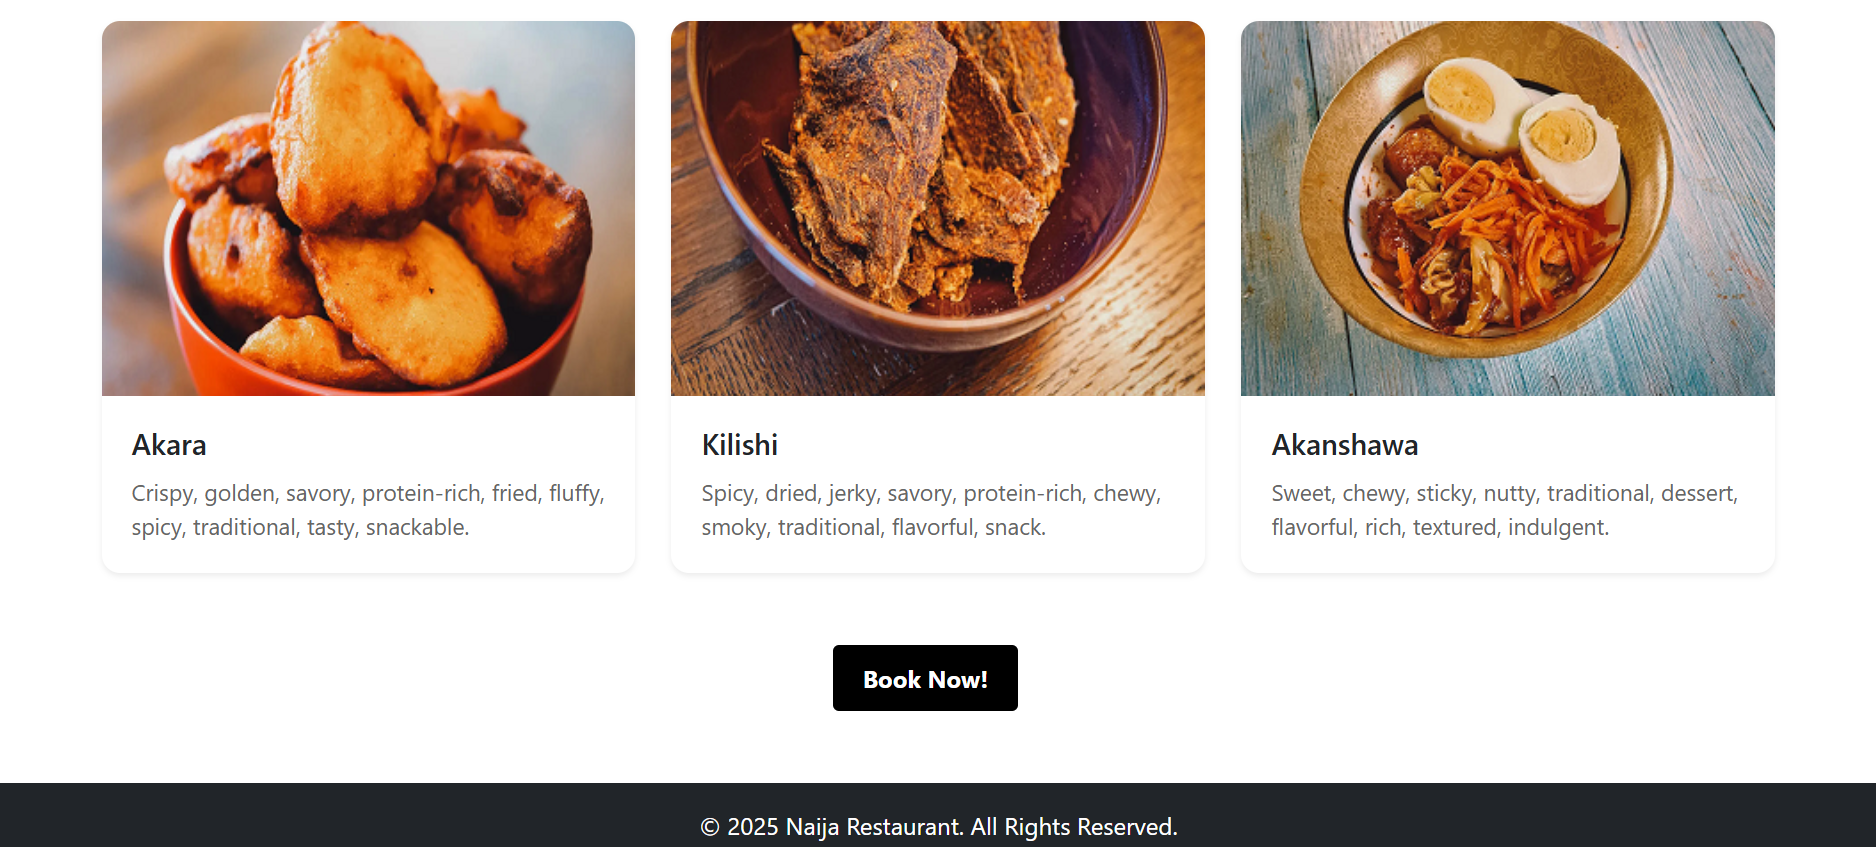 Akara
Crispy, golden, savory, protein-rich, fried, fluffy,
spicy, traditional, tasty, snackable.
Kilishi
Spicy, dried, jerky, savory, protein-rich, chewy,
smoky, traditional, flavorful, snack.
Akanshawa
Sweet, chewy, sticky, nutty, traditional, dessert,
flavorful, rich, textured, indulgent.
Book Now!
© 2025 Naija Restaurant. All Rights Reserved.